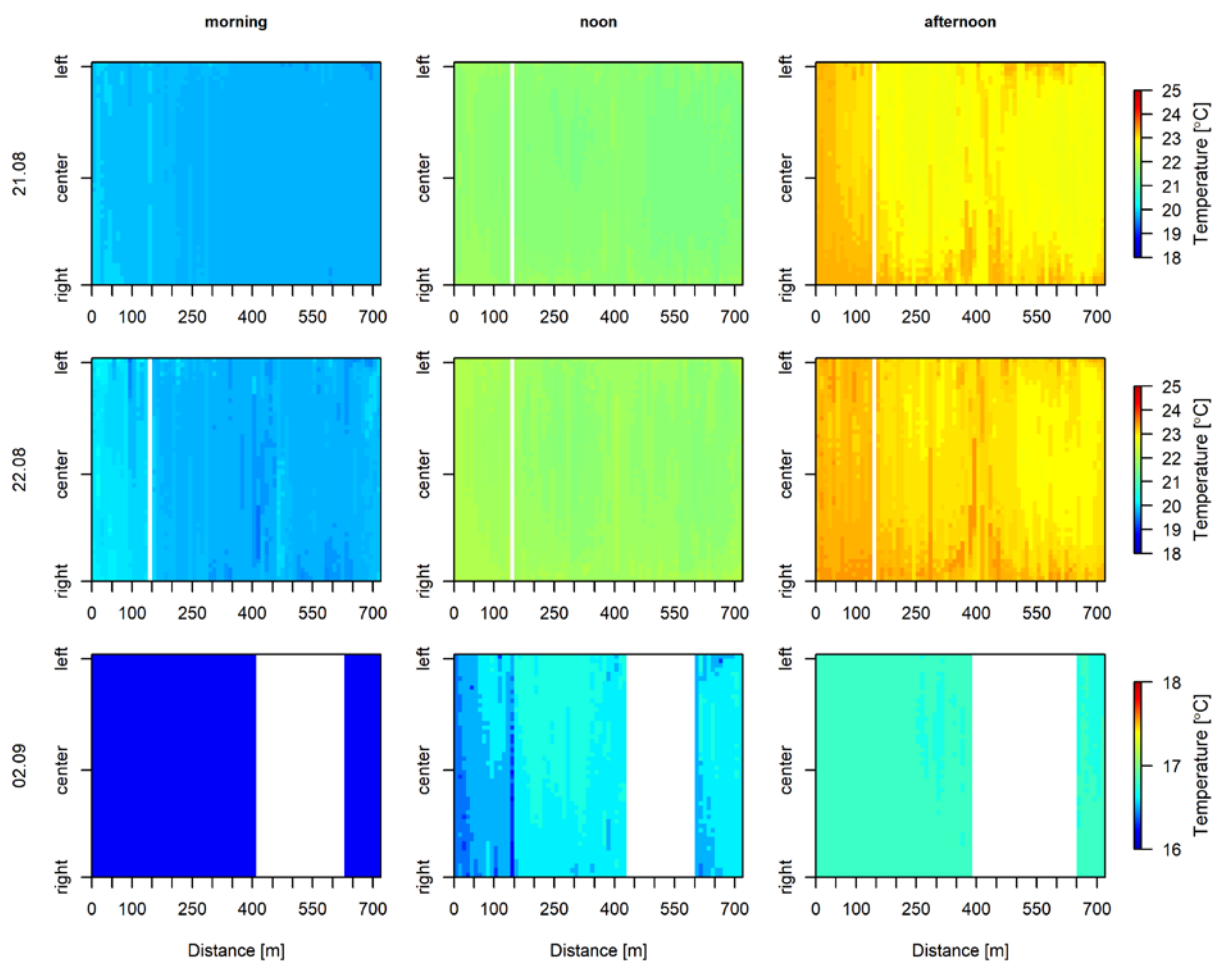 morning noon afternoon
left center right
21.08
0 100 250 400 550 700
left center right
0 100 250 400 550 700
left center right
0 100 250 400 550 700
25 24 23 22 21 20 19 18
Temperature [°C]
left center right
22.08
0 100 250 400 550 700
left center right
0 100 250 400 550 700
left center right
0 100 250 400 550 700
25 24 23 22 21 20 19 18
Temperature [°C]
left center right
02.09
0 100 250 400 550 700
left center right
0 100 250 400 550 700
left center right
0 100 250 400 550 700
18 17 16
Temperature [°C]
Distance [m] Distance [m] Distance [m]